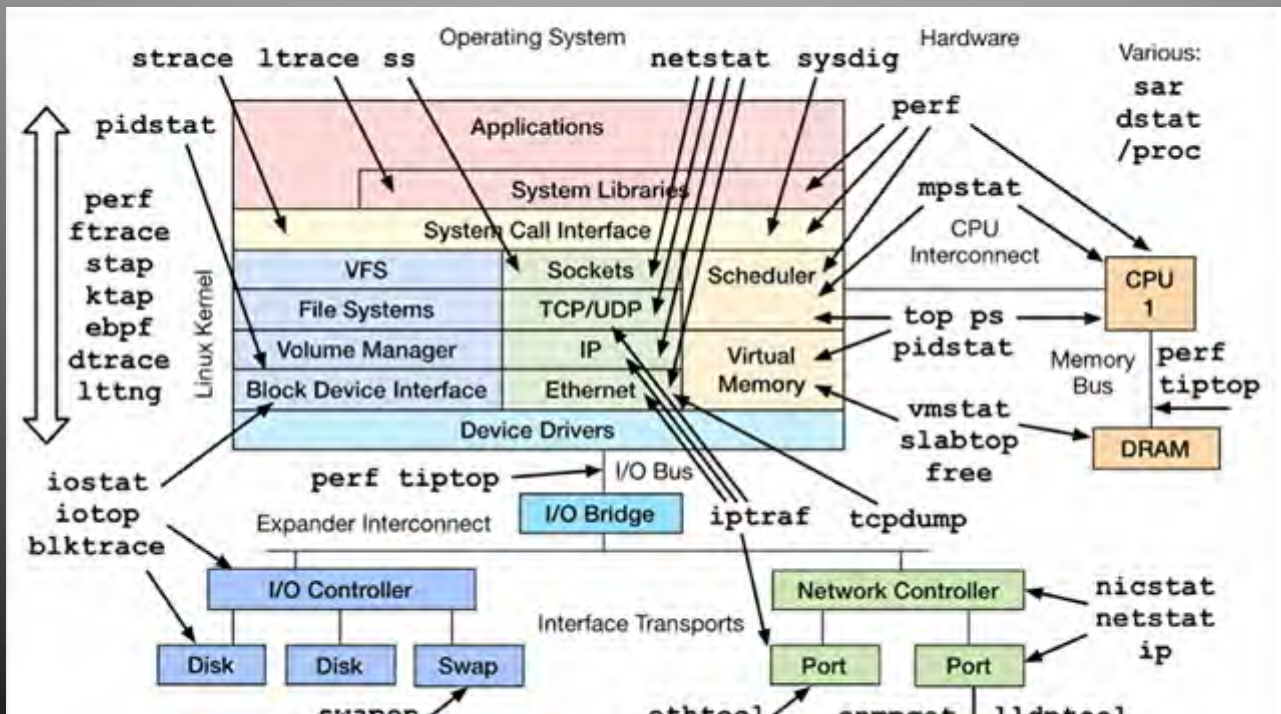 Operating System
Hardware
Various:
strace ltrace ss
netstat sysdig
sar
dstat
/proc
pidstat
perf
Applications
System Libraries
mpstat
System Call Interface
CPU
Interconnect
perf
ftrace
stap
ktap
ebpf
dtrace
lttng
Linux Kernel
VFS
Sockets
Scheduler
CPU
1
File Systems
TCP/UDP
top ps
pidstat
Volume Manager
IP
Virtual
Memory
Memory
Bus
perf
tiptop
Block Device Interface
Ethernet
vmstat
slabtop
free
Device Drivers
DRAM
iostat
iotop
blktrace
perf tiptop
I/O Bus
Expander Interconnect
I/O Bridge
iptraf
tcpdump
I/O Controller
Network Controller
nicstat
netstat
ip
Interface Transports
Disk
Disk
Swap
Port
Port
swapon
ethtool
snmpget
lldptool